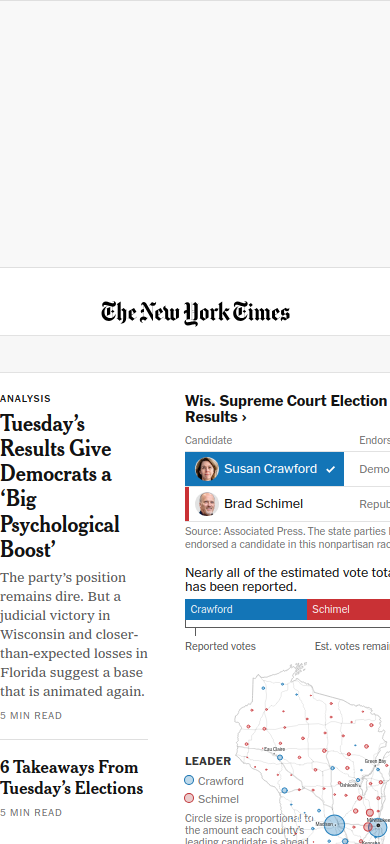 The New York Times
ANALYSIS
Tuesday's
Results Give
Democrats a
'Big
Psychological
Boost'
The party's position
remains dire. But a
judicial victory in
Wisconsin and closer-
than-expected losses in
Florida suggest a base
that is animated again.
5 MIN READ
6 Takeaways From
Tuesday's Elections
5 MIN READ
Wis. Supreme Court Election
Results ›
Candidate Endors
Susan Crawford ✓ Demo
Brad Schimel Repub
Source: Associated Press. The state parties
endorsed a candidate in this nonpartisan rac
Nearly all of the estimated vote tota
has been reported.
Crawford Schimel
Reported votes Est. votes remain
Eau Claire
Green Bay
Oshkosh
LEADER
Crawford
Schimel
Circle size is proportional to
the amount each county's
leading candidate is ahead.
Madison
Milwaukee
Kenosha